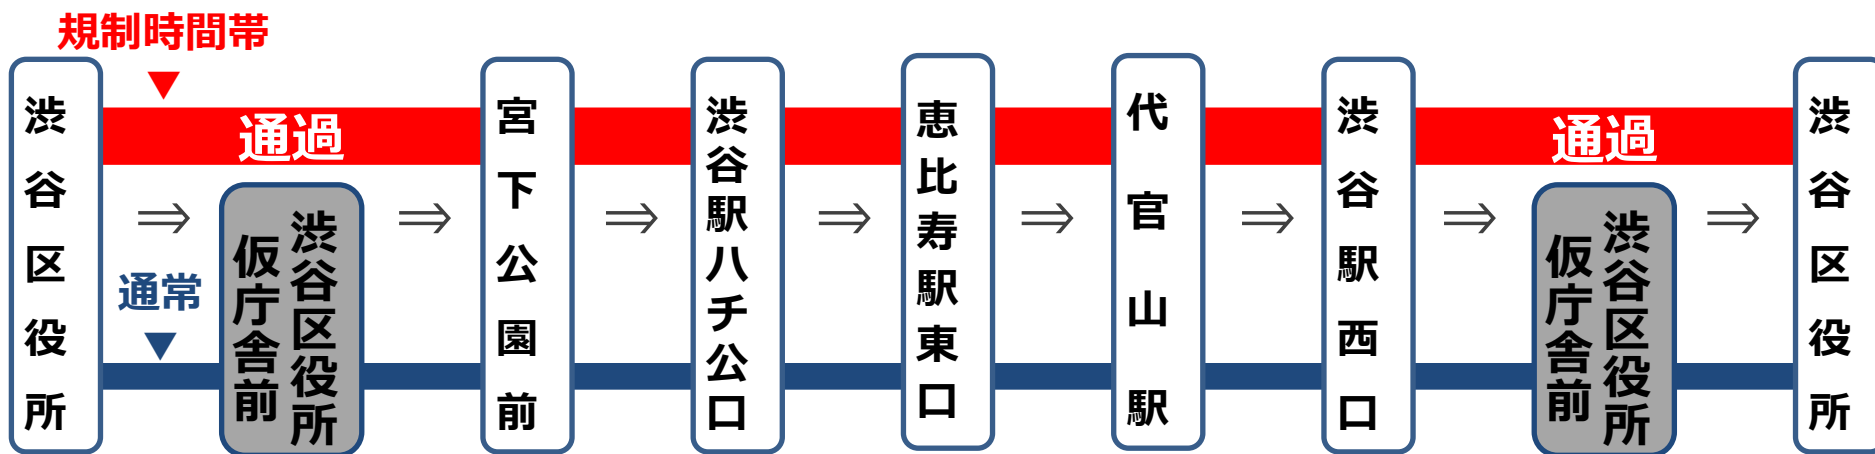 規制時間帯
渋谷区役所
通過
⇒
渋谷区役所
仮庁舎前
⇒
通常
宮下公園前
⇒
渋谷駅ハチ公口
⇒
恵比寿駅東口
⇒
代官山駅
⇒
渋谷駅西口
通過
⇒
渋谷区役所
仮庁舎前
⇒
渋谷区役所